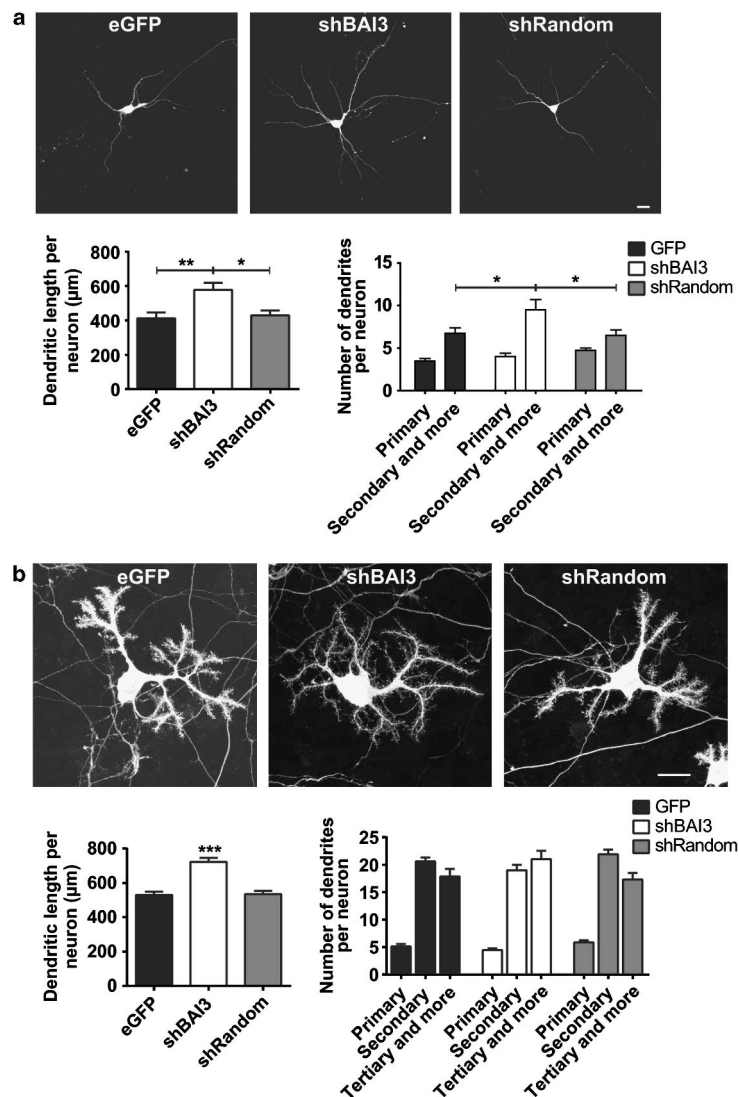 a
eGFP
shBAI3
shRandom
Dendritic length per
neuron (µm)
800
600
400
200
0
**
*
eGFP
shBAI3
shRandom
Number of dendrites
per neuron
15
10
5
0
*
*
GFP
shBAI3
shRandom
Primary
Secondary and more
Primary
Secondary and more
Primary
Secondary and more
b
eGFP
shBAI3
shRandom
Dendritic length per
neuron (µm)
800
600
400
200
0
***
eGFP
shBAI3
shRandom
Number of dendrites
per neuron
25
20
15
10
5
0
GFP
shBAI3
shRandom
Primary
Secondary
Tertiary and more
Primary
Secondary
Tertiary and more
Primary
Secondary
Tertiary and more